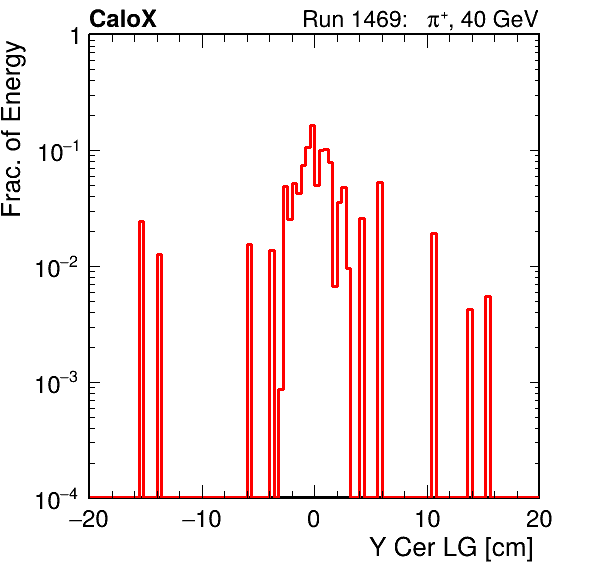 CaloX Run 1469: π⁺, 40 GeV
Frac. of Energy
1
10⁻¹
10⁻²
10⁻³
10⁻⁴
−20 −10 0 10 20
Y Cer LG [cm]